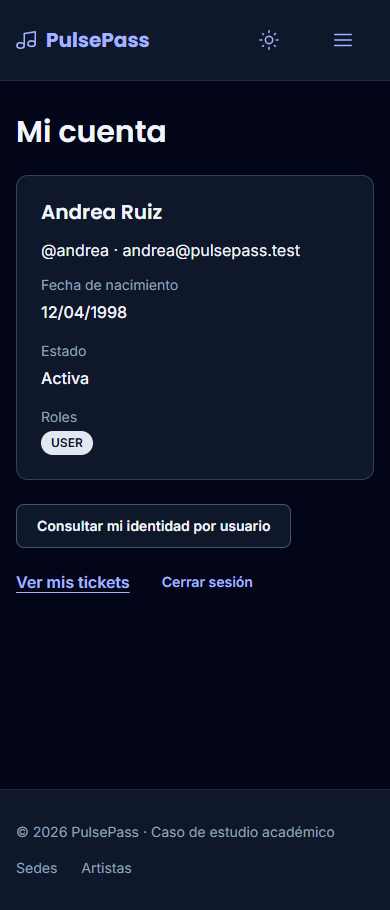 PulsePass
Mi cuenta
Andrea Ruiz
@andrea · andrea@pulsepass.test
Fecha de nacimiento
12/04/1998
Estado
Activa
Roles
USER
Consultar mi identidad por usuario
Ver mis tickets Cerrar sesión
© 2026 PulsePass · Caso de estudio académico
Sedes Artistas